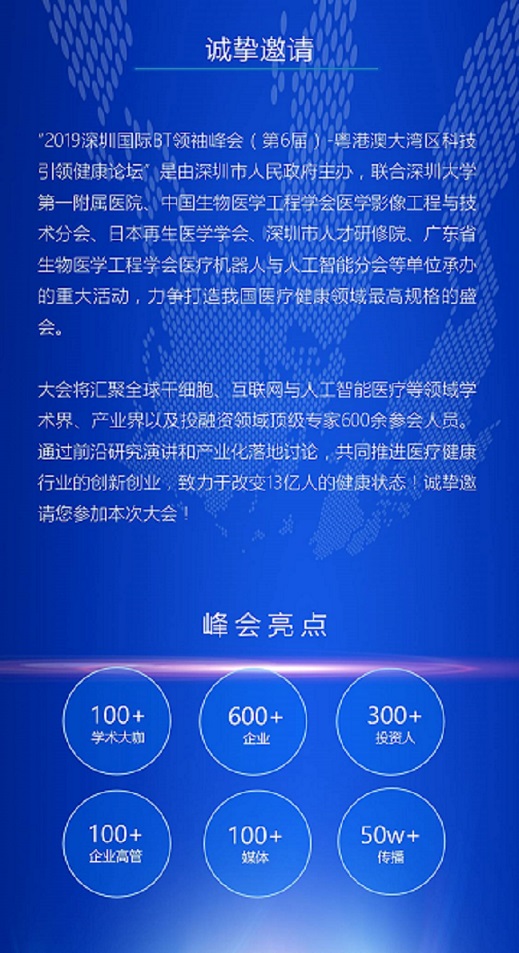 诚挚邀请
"2019深圳国际BT领袖峰会（第6届）-粤港澳大湾区科技
引领健康论坛"是由深圳市人民政府主办，联合深圳大学
第一附属医院、中国生物医学工程学会医学影像工程与技
术分会、日本再生医学学会、深圳市人才研修院、广东省
生物医学工程学会医疗机器人与人工智能分会等单位承办
的重大活动，力争打造我国医疗健康领域最高规格的盛
会。
大会将汇聚全球干细胞、互联网与人工智能医疗等领域学
术界、产业界以及投融资领域顶级专家600余参会人员。
通过前沿研究演讲和产业化落地讨论，共同推进医疗健康
行业的创新创业，致力于改变13亿人的健康状态！诚挚邀
请您参加本次大会！
峰会亮点
100+
学术大咖
600+
企业
300+
投资人
100+
企业高管
100+
媒体
50w+
传播